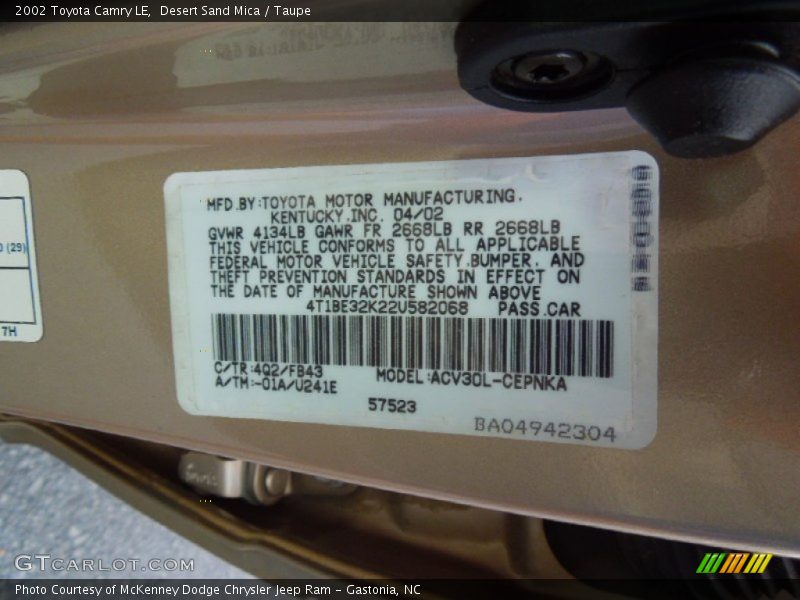 2002 Toyota Camry LE,  Desert Sand Mica / Taupe
MFD.BY:TOYOTA MOTOR MANUFACTURING.
KENTUCKY.INC. 04/02
GVWR 4134LB GAWR FR 2668LB RR 2668LB
THIS VEHICLE CONFORMS TO ALL APPLICABLE
FEDERAL MOTOR VEHICLE SAFETY.BUMPER. AND
THEFT PREVENTION STANDARDS IN EFFECT ON
THE DATE OF MANUFACTURE SHOWN ABOVE
4T1BE32K22U582068 PASS.CAR
C/TR:4Q2/FB43
MODEL:ACV30L-CEPNKA
A/TM:-01A/U241E
57523
BA04942304
(29)
7H
GTCARLOT.COM
Photo Courtesy of McKenney Dodge Chrysler Jeep Ram - Gastonia, NC